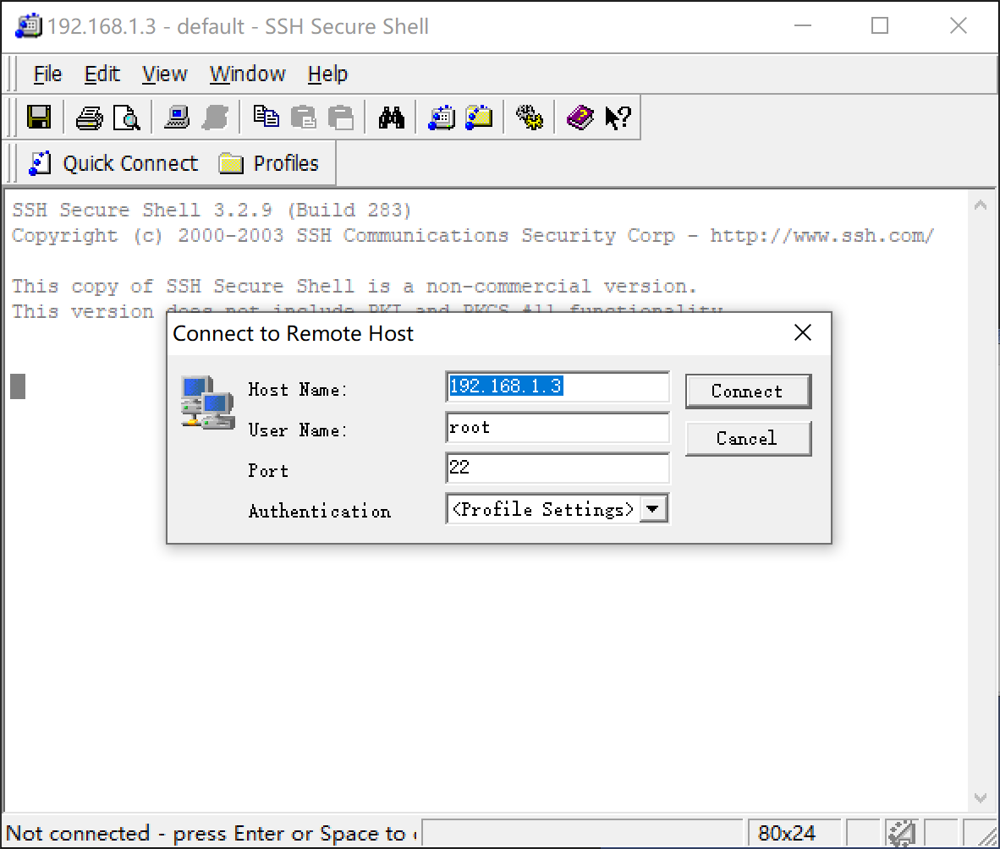 192.168.1.3 - default - SSH Secure Shell
File Edit View Window Help
Quick Connect Profiles
SSH Secure Shell 3.2.9 (Build 283)
Copyright (c) 2000-2003 SSH Communications Security Corp - http://www.ssh.com/
This copy of SSH Secure Shell is a non-commercial version.
This version does not include PKI and PKCS #11 functionality.
Connect to Remote Host
Host Name: 192.168.1.3 Connect
User Name: root Cancel
Port 22
Authentication <Profile Settings>
Not connected - press Enter or Space to 80x24